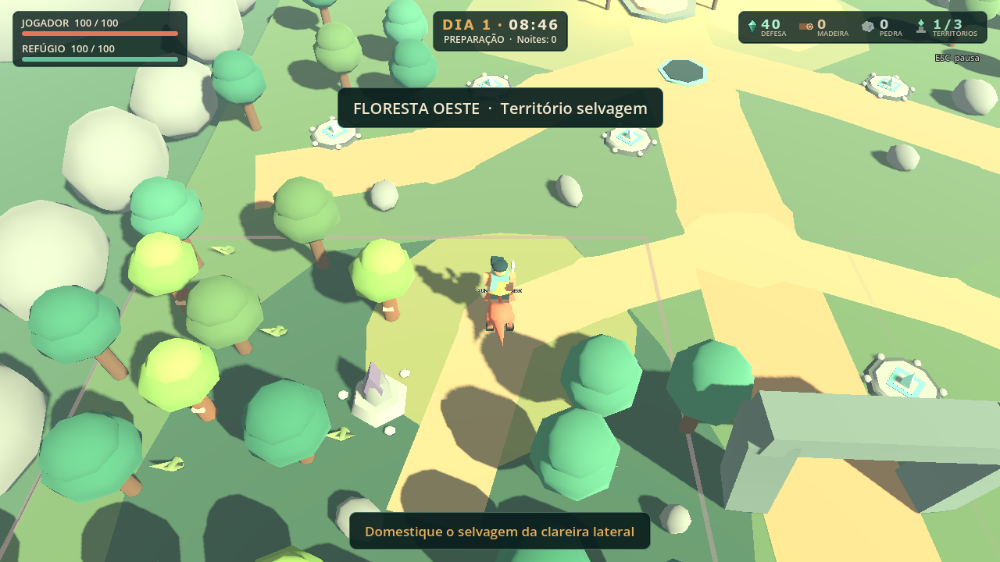 JOGADOR 100 / 100
REFÚGIO 100 / 100
DIA 1 · 08:46
PREPARAÇÃO · Noites: 0
40 DEFESA
0 MADEIRA
0 PEDRA
1/3 TERRITÓRIOS
ESC pausa
FLORESTA OESTE · Território selvagem
Domestique o selvagem da clareira lateral